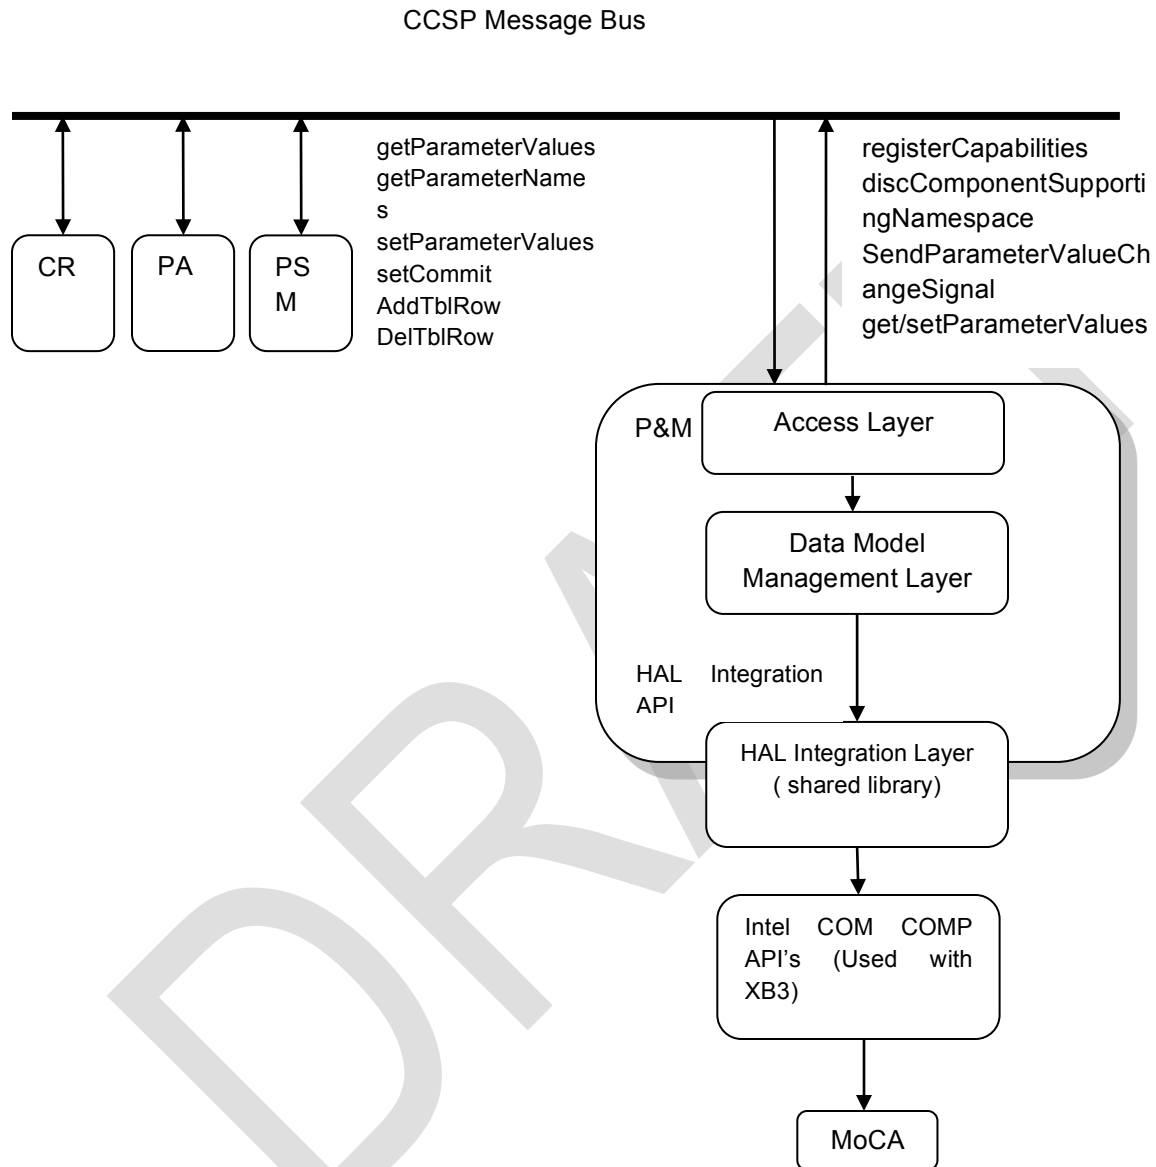 CCSP Message Bus
getParameterValues
getParameterName
s
setParameterValues
setCommit
AddTblRow
DelTblRow
registerCapabilities
discComponentSupporti
ngNamespace
SendParameterValueCh
angeSignal
get/setParameterValues
CR
PA
PS
M
P&M
Access Layer
Data Model
Management Layer
HAL Integration
API
HAL Integration Layer
( shared library)
Intel COM COMP
API's (Used with
XB3)
MoCA
DRAFT